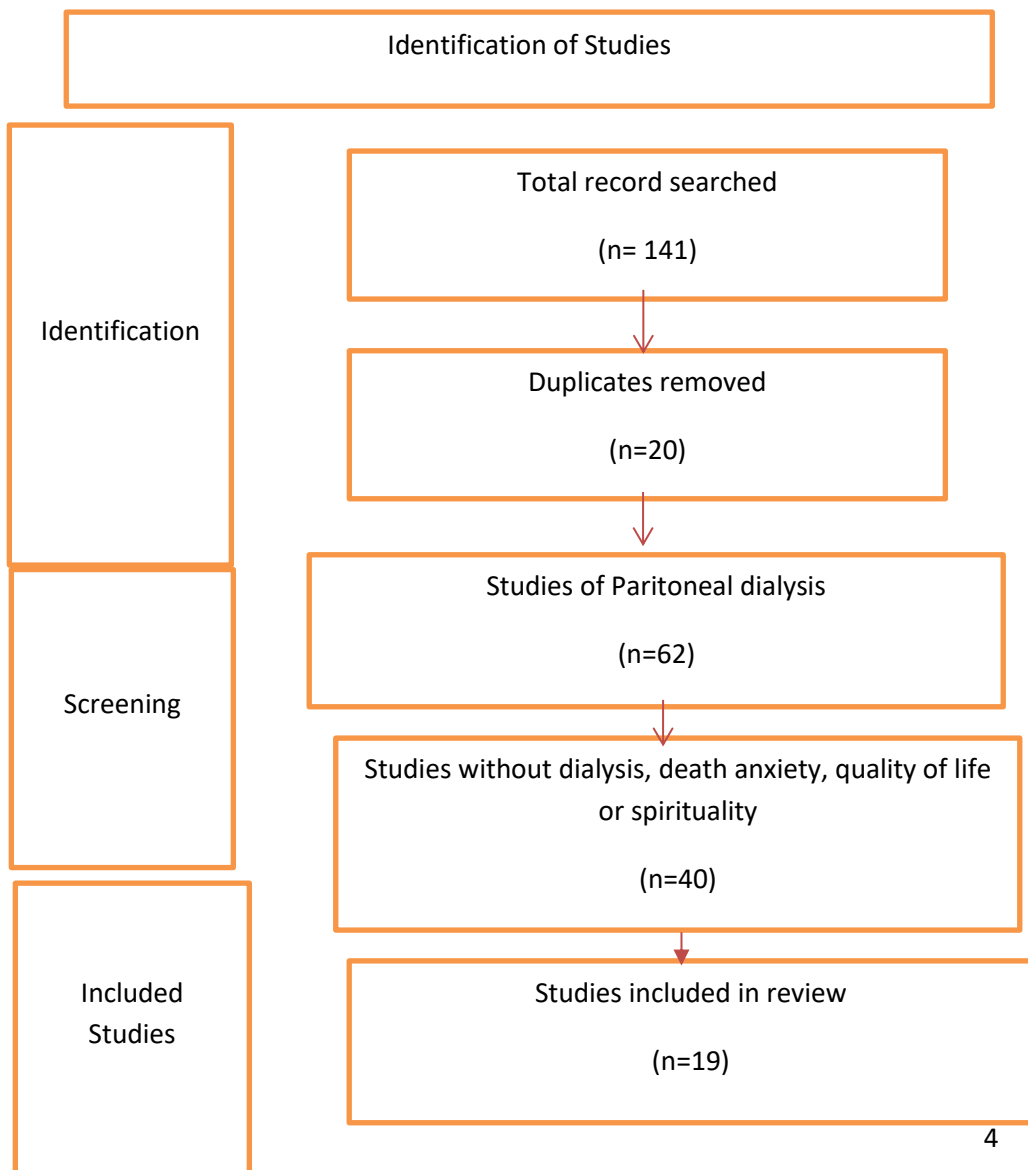 Identification of Studies
Identification
Total record searched
(n= 141)
Duplicates removed
(n=20)
Screening
Studies of Paritoneal dialysis
(n=62)
Studies without dialysis, death anxiety, quality of life
or spirituality
(n=40)
Included
Studies
Studies included in review
(n=19)
4